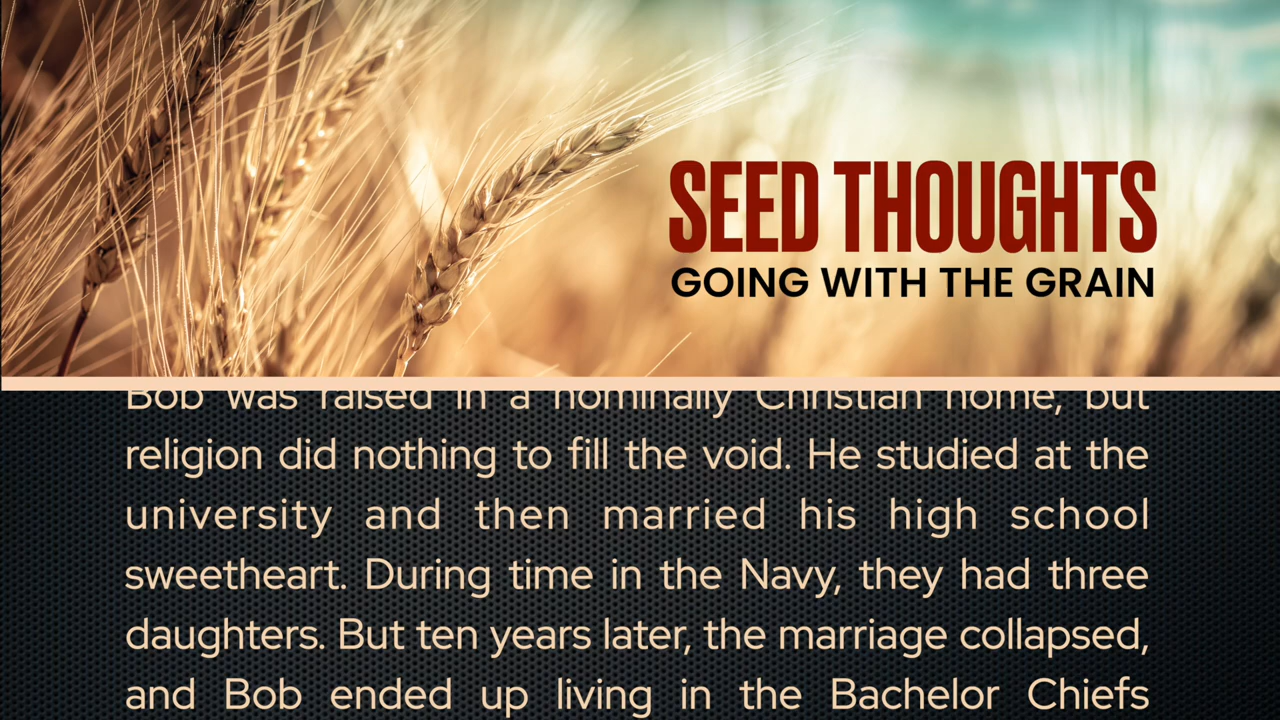 SEED THOUGHTS
GOING WITH THE GRAIN
Bob was raised in a nominally Christian home, but
religion did nothing to fill the void. He studied at the
university and then married his high school
sweetheart. During time in the Navy, they had three
daughters. But ten years later, the marriage collapsed,
and Bob ended up living in the Bachelor Chiefs